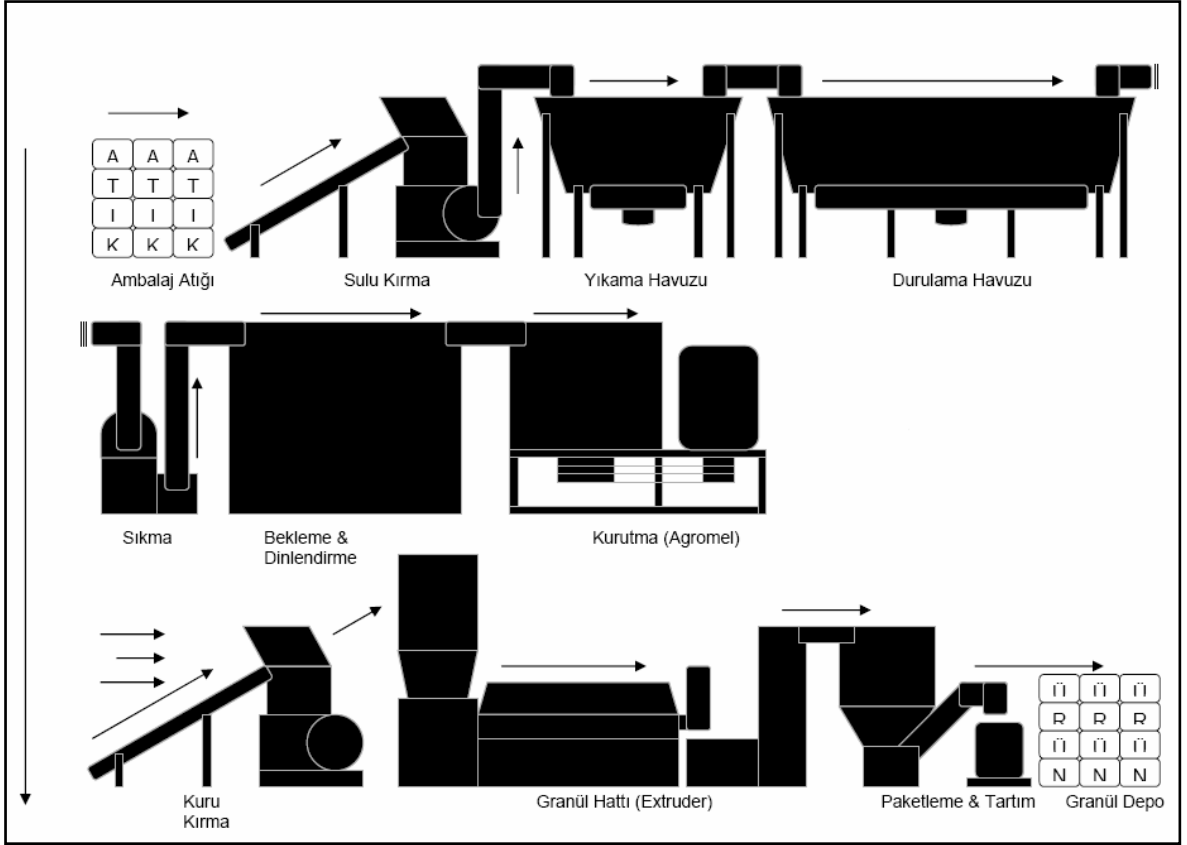 A A A
T T T
I I I
K K K
Ambalaj Atığı
Sulu Kırma
Yıkama Havuzu
Durulama Havuzu
Sıkma
Bekleme &
Dinlendirme
Kurutma (Agromel)
Kuru
Kırma
Granül Hattı (Extruder)
Paketleme & Tartım
Ü Ü Ü
R R R
Ü Ü Ü
N N N
Granül Depo